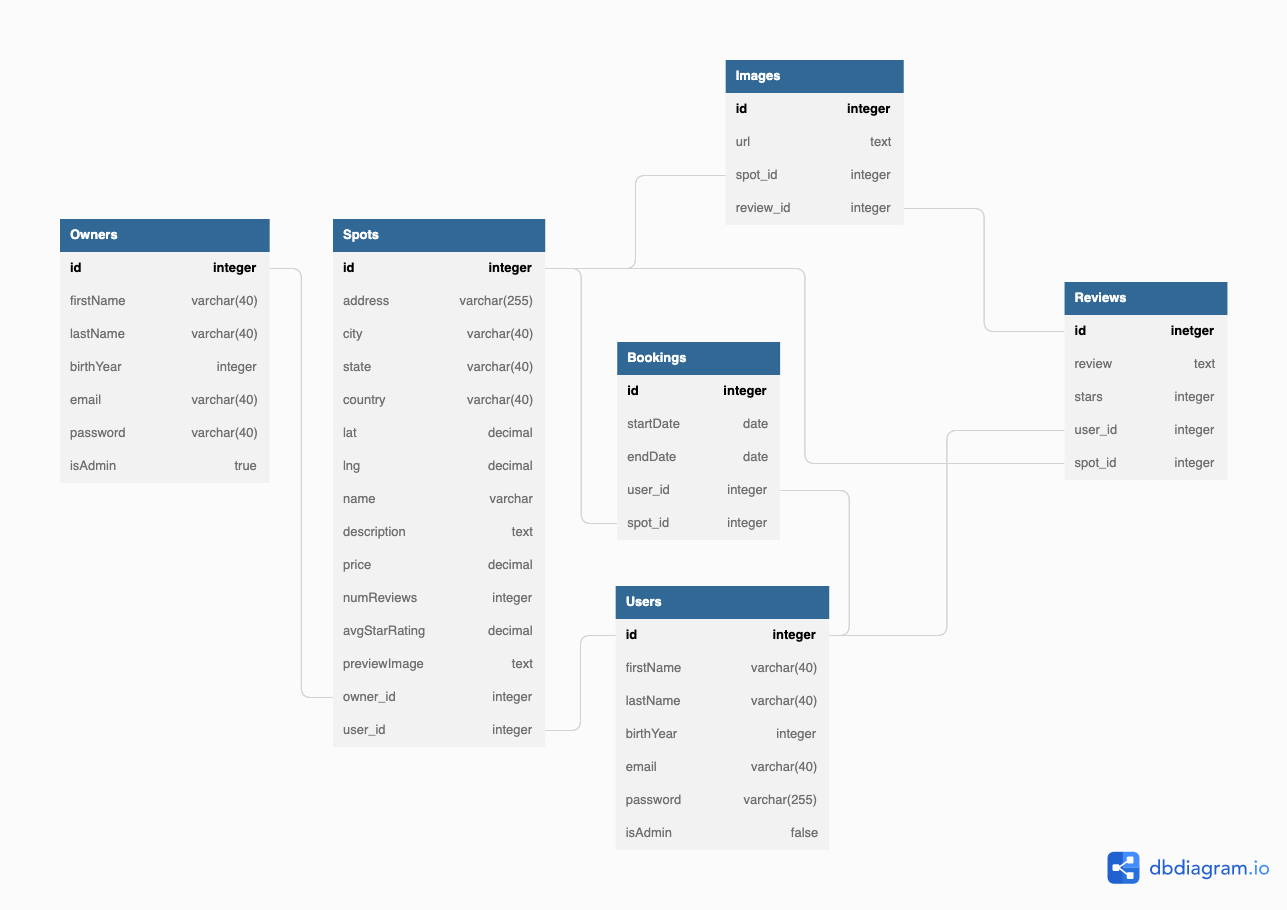 Images
id integer
url text
spot_id integer
review_id integer
Owners
id integer
firstName varchar(40)
lastName varchar(40)
birthYear integer
email varchar(40)
password varchar(40)
isAdmin true
Spots
id integer
address varchar(255)
city varchar(40)
state varchar(40)
country varchar(40)
lat decimal
lng decimal
name varchar
description text
price decimal
numReviews integer
avgStarRating decimal
previewImage text
owner_id integer
user_id integer
Reviews
id inetger
review text
stars integer
user_id integer
spot_id integer
Bookings
id integer
startDate date
endDate date
user_id integer
spot_id integer
Users
id integer
firstName varchar(40)
lastName varchar(40)
birthYear integer
email varchar(40)
password varchar(255)
isAdmin false
dbdiagram.io